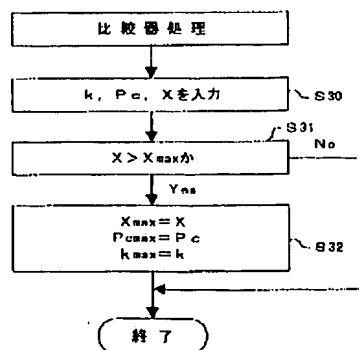 比較器処理
k, Pc, Xを入力
S30
S31
X>Xmaxか
No
Yes
Xmax=X
Pcmax=Pc
kmax=k
S32
終了